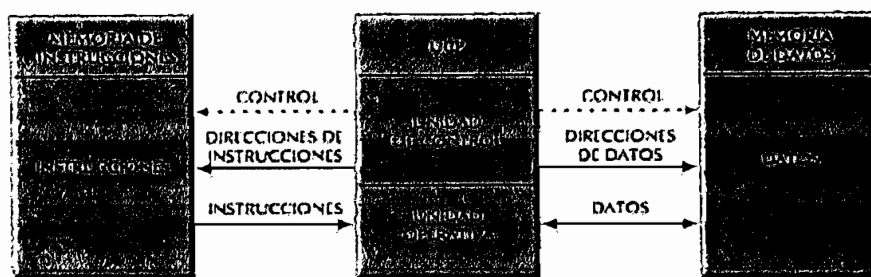 MEMORIA DE
INSTRUCCIONES
INSTRUCCIONES
CONTROL
DIRECCIONES DE
INSTRUCCIONES
INSTRUCCIONES
UCP
UNIDAD
DE CONTROL
UNIDAD
OPERATIVA
CONTROL
DIRECCIONES
DE DATOS
DATOS
MEMORIA
DE DATOS
DATOS